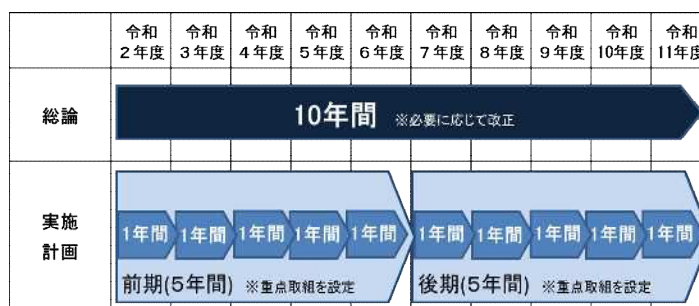 令和 令和 令和 令和 令和 令和 令和 令和 令和 令和
2年度 3年度 4年度 5年度 6年度 7年度 8年度 9年度 10年度 11年度
総論
10年間 ※必要に応じて改正
実施
計画
1年間 1年間 1年間 1年間 1年間 1年間 1年間 1年間 1年間 1年間
前期(5年間) ※重点取組を設定 後期(5年間) ※重点取組を設定